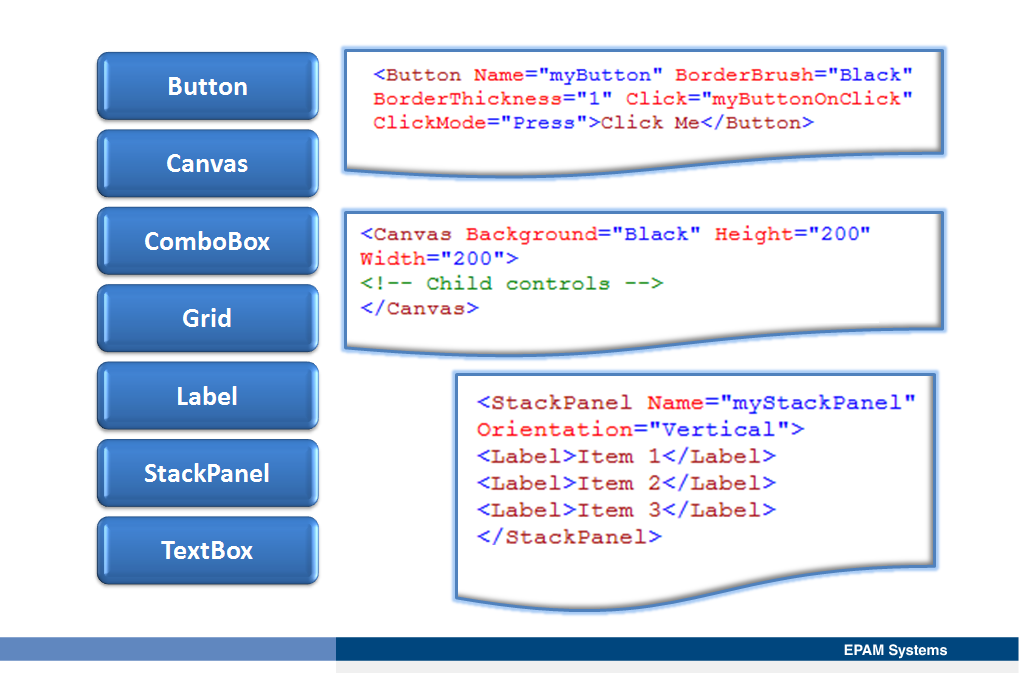 Button
Canvas
ComboBox
Grid
Label
StackPanel
TextBox
<Button Name="myButton" BorderBrush="Black"
BorderThickness="1" Click="myButtonOnClick"
ClickMode="Press">Click Me</Button>
<Canvas Background="Black" Height="200"
Width="200">
<!-- Child controls -->
</Canvas>
<StackPanel Name="myStackPanel"
Orientation="Vertical">
<Label>Item 1</Label>
<Label>Item 2</Label>
<Label>Item 3</Label>
</StackPanel>
EPAM Systems